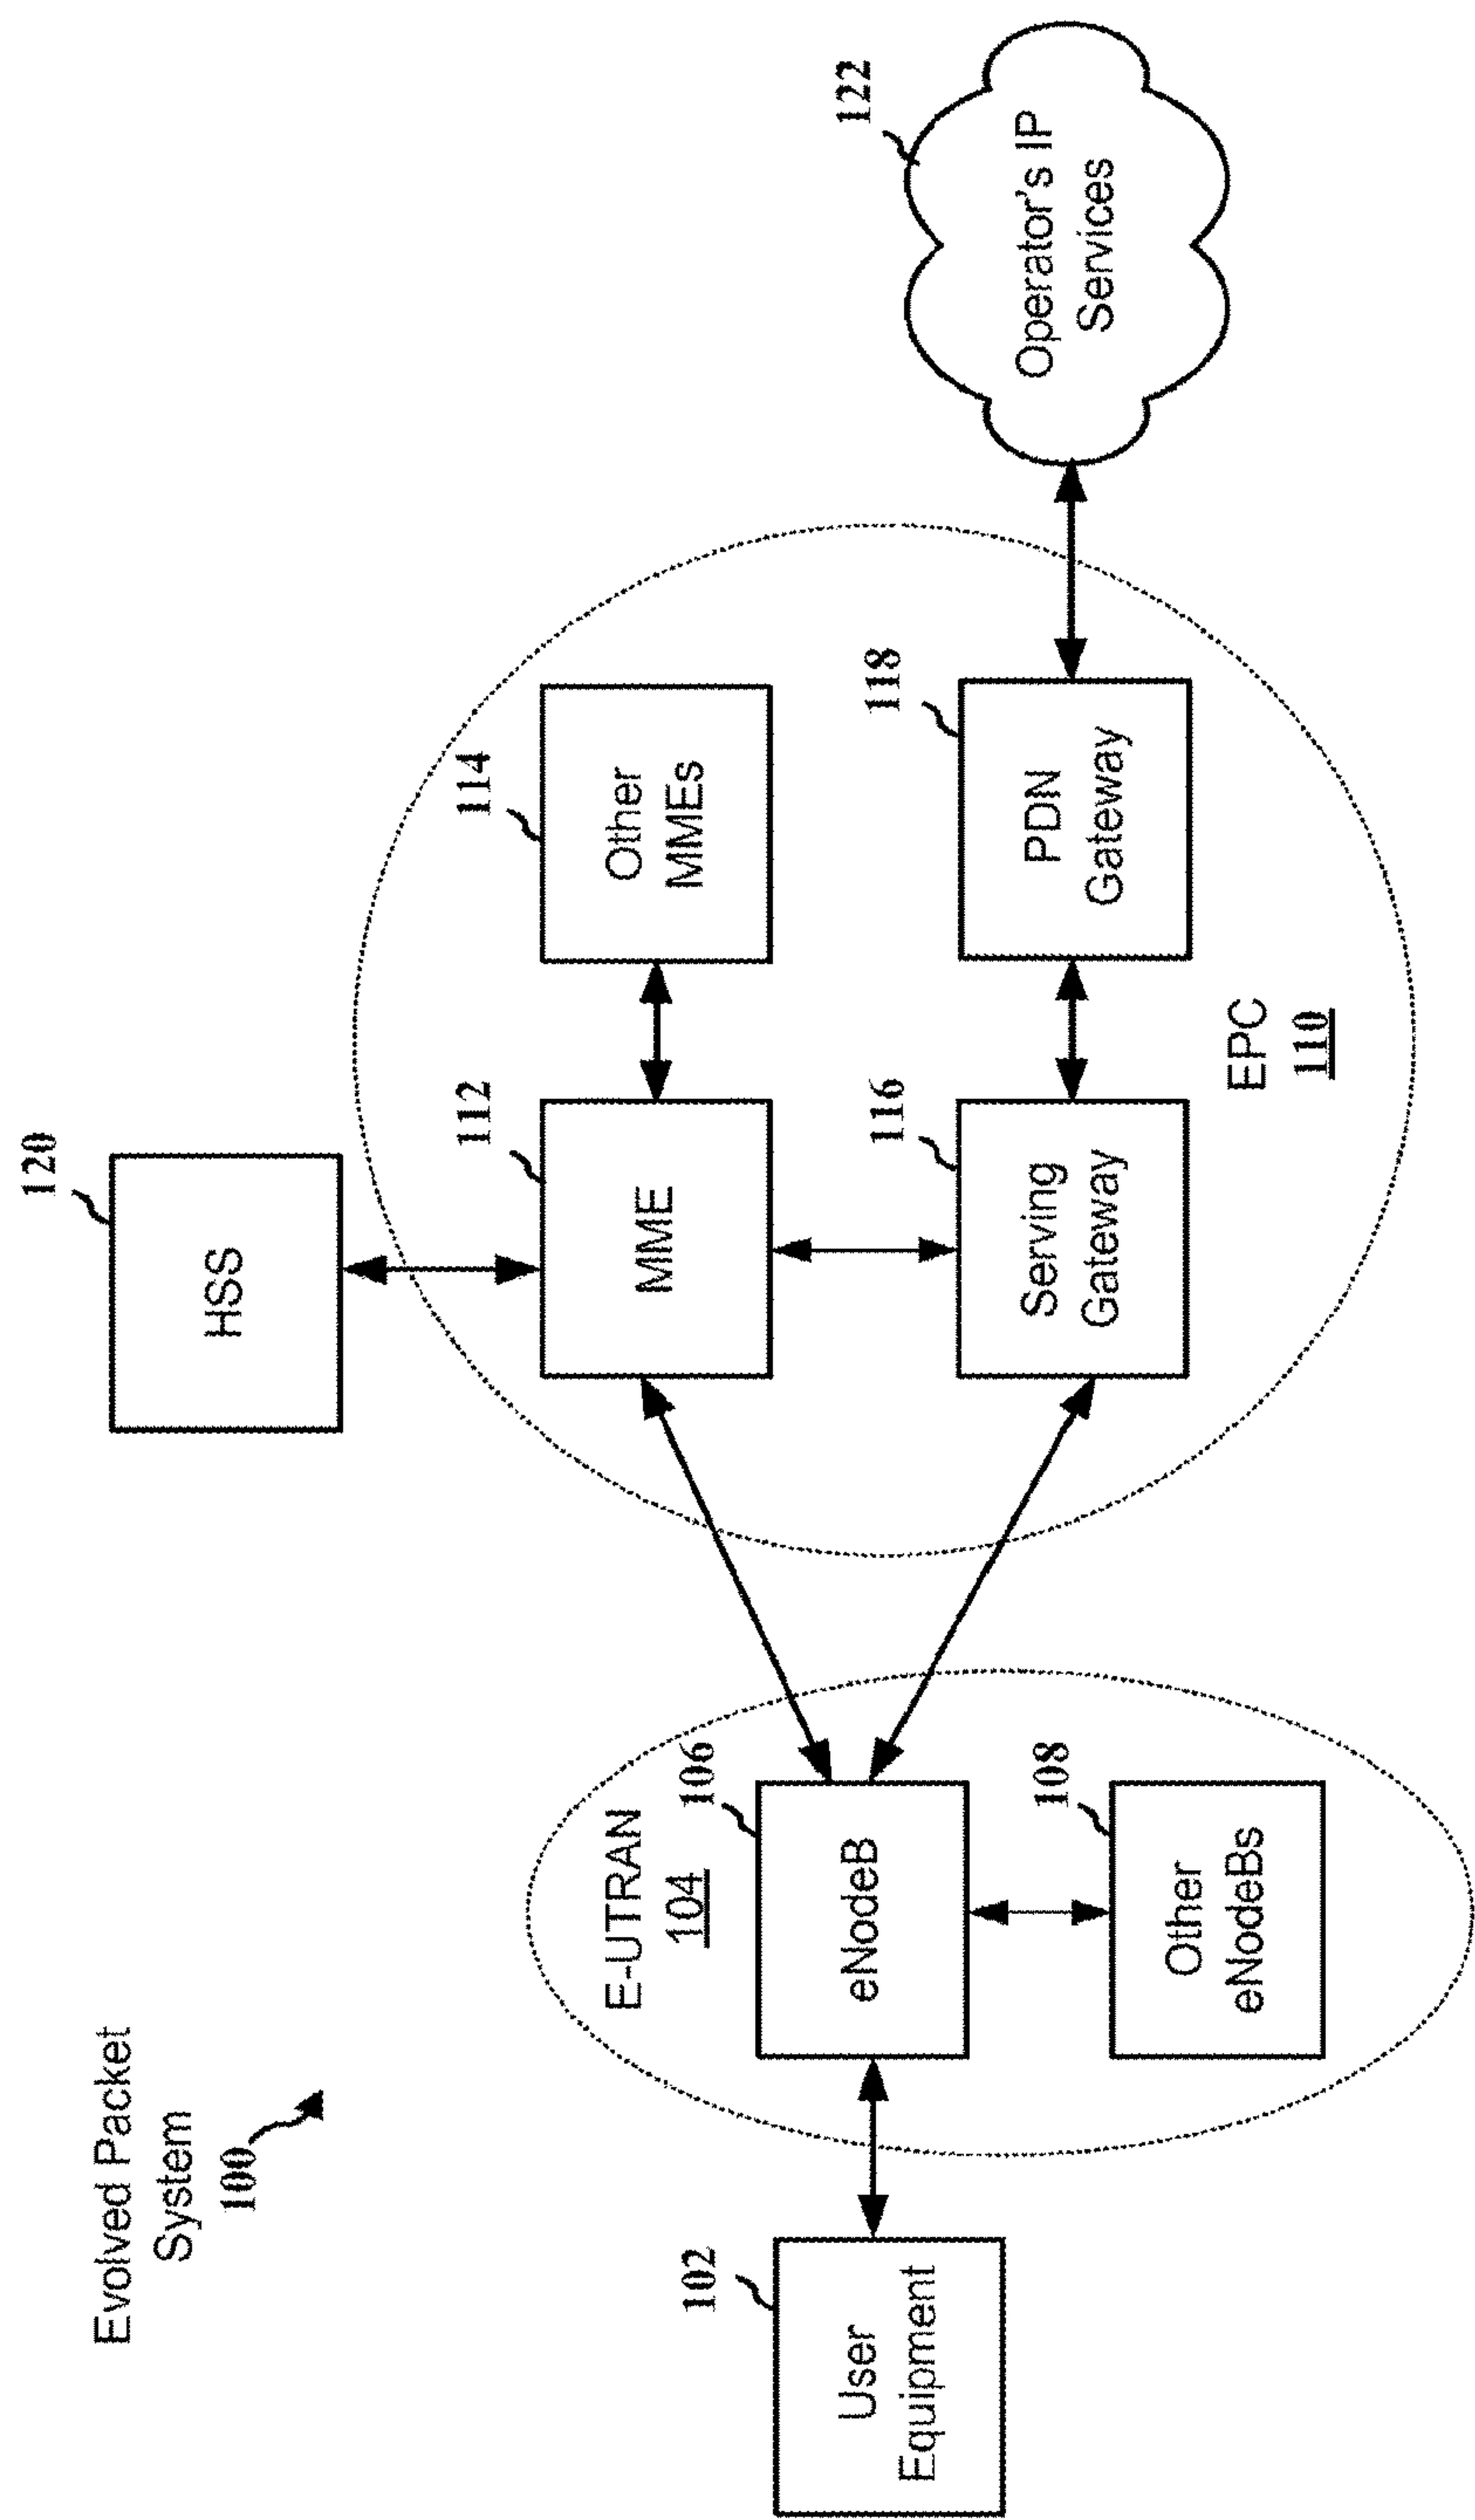 Evolved Packet
System
100
120
HSS
112
MME
114
Other
MMEs
E-UTRAN
104
106
eNodeB
102
User
Equipment
108
Other
eNodeBs
116
Serving
Gateway
118
PDN
Gateway
EPC
110
122
Operator's IP
Services